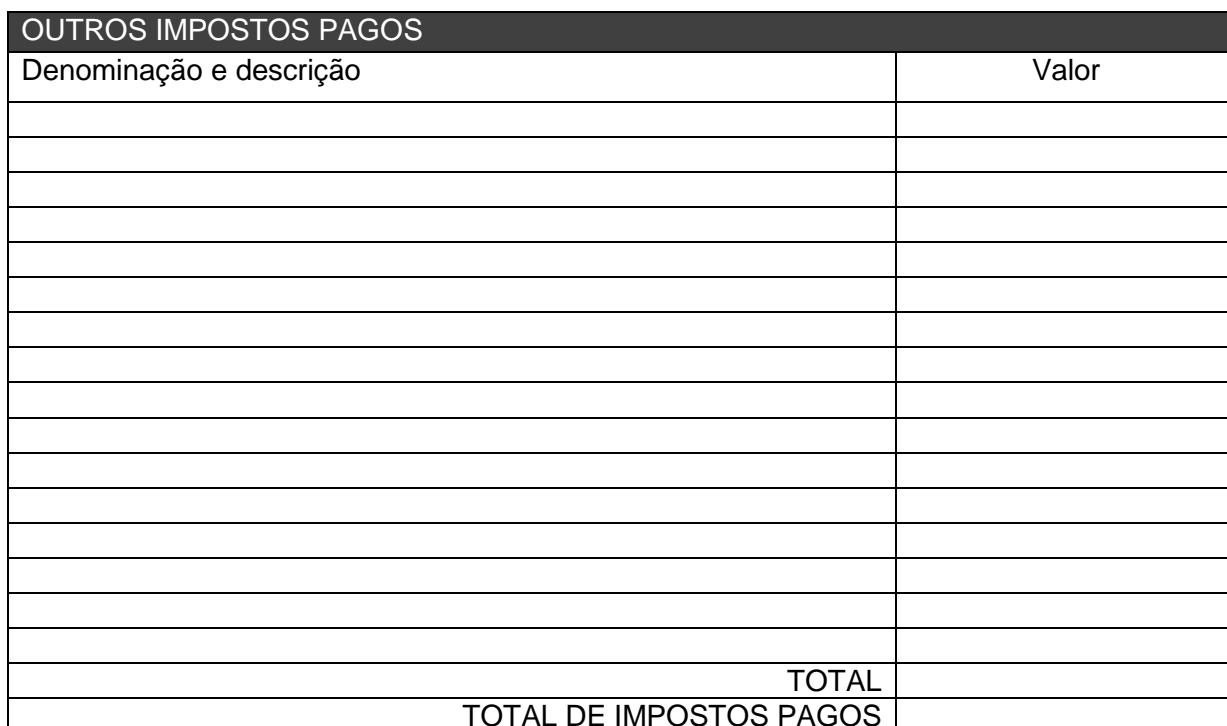 OUTROS IMPOSTOS PAGOS
Denominação e descrição Valor
TOTAL
TOTAL DE IMPOSTOS PAGOS